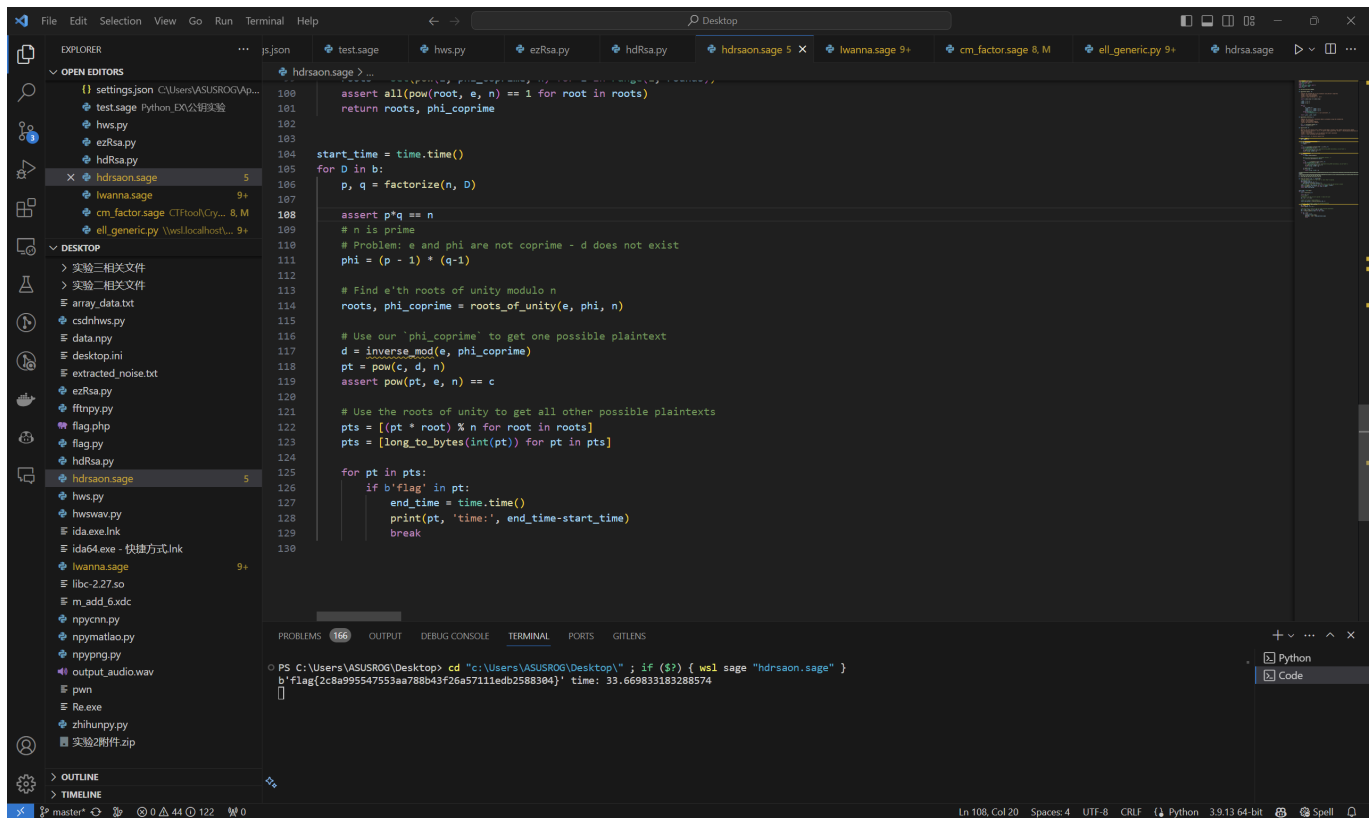 File Edit Selection View Go Run Terminal Help
Desktop
EXPLORER
OPEN EDITORS
settings.json C:\Users\ASUSROG\Ap...
test.sage Python_EX\公钥实验
hws.py
ezRsa.py
hdRsa.py
hdrsaon.sage 5
Iwanna.sage 9+
cm_factor.sage CTFtool\Cry... 8, M
ell_generic.py \\wsl.localhost\... 9+
DESKTOP
实验三相关文件
实验二相关文件
array_data.txt
csdnhws.py
data.npy
desktop.ini
extracted_noise.txt
ezRsa.py
fftnpy.py
flag.php
flag.py
hdRsa.py
hdrsaon.sage 5
hws.py
hwswav.py
ida.exe.lnk
ida64.exe - 快捷方式.lnk
Iwanna.sage 9+
libc-2.27.so
m_add_6.xdc
npycnn.py
npymatlao.py
npypng.py
output_audio.wav
pwn
Re.exe
zhihunpy.py
实验2附件.zip
OUTLINE
TIMELINE
gs.json test.sage hws.py ezRsa.py hdRsa.py hdrsaon.sage 5 Iwanna.sage 9+ cm_factor.sage 8, M ell_generic.py 9+ hdrsa.sage
hdrsaon.sage > ...
100 assert all(pow(root, e, n) == 1 for root in roots)
101 return roots, phi_coprime
102
103
104 start_time = time.time()
105 for D in b:
106 p, q = factorize(n, D)
107
108 assert p*q == n
109 # n is prime
110 # Problem: e and phi are not coprime - d does not exist
111 phi = (p - 1) * (q-1)
112
113 # Find e'th roots of unity modulo n
114 roots, phi_coprime = roots_of_unity(e, phi, n)
115
116 # Use our `phi_coprime` to get one possible plaintext
117 d = inverse_mod(e, phi_coprime)
118 pt = pow(c, d, n)
119 assert pow(pt, e, n) == c
120
121 # Use the roots of unity to get all other possible plaintexts
122 pts = [(pt * root) % n for root in roots]
123 pts = [long_to_bytes(int(pt)) for pt in pts]
124
125 for pt in pts:
126 if b'flag' in pt:
127 end_time = time.time()
128 print(pt, 'time:', end_time-start_time)
129 break
130
PROBLEMS 166 OUTPUT DEBUG CONSOLE TERMINAL PORTS GITLENS
PS C:\Users\ASUSROG\Desktop> cd "c:\Users\ASUSROG\Desktop\" ; if ($?) { wsl sage "hdrsaon.sage" }
b'flag{2c8a995547553aa788b43f26a57111edb2588304}' time: 33.669833183288574
Python
Code
3
master* 0 44 122 0
Ln 108, Col 20 Spaces: 4 UTF-8 CRLF Python 3.9.13 64-bit Spell